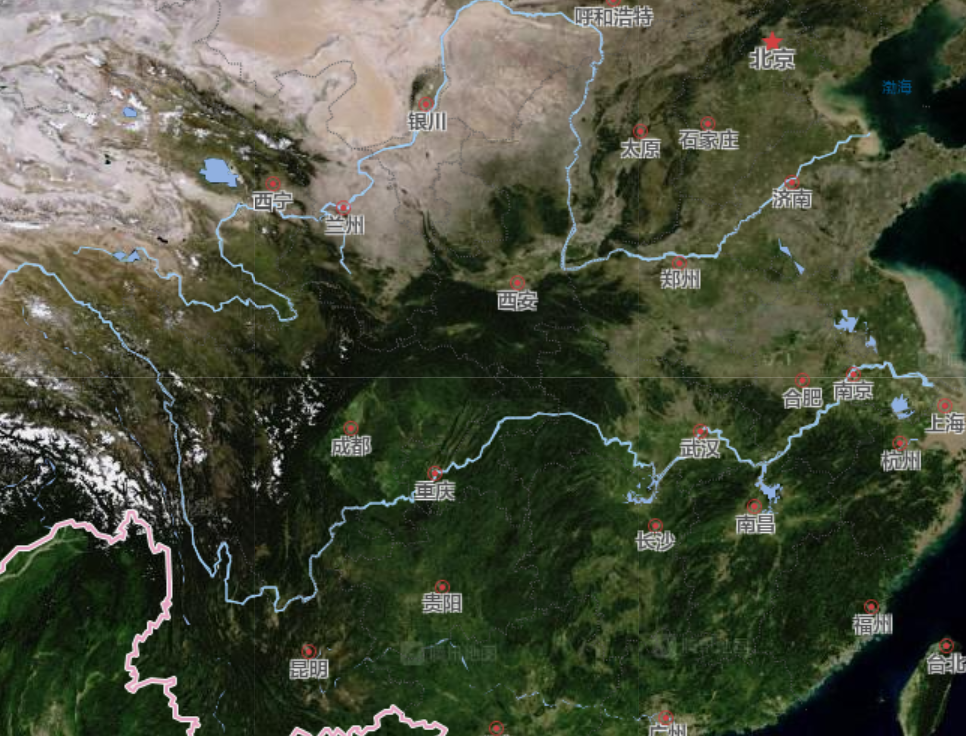 呼和浩特
北京
渤海
银川
太原
石家庄
西宁
济南
兰州
郑州
西安
合肥
南京
上海
成都
武汉
杭州
重庆
南昌
长沙
贵阳
福州
昆明
台北
广州